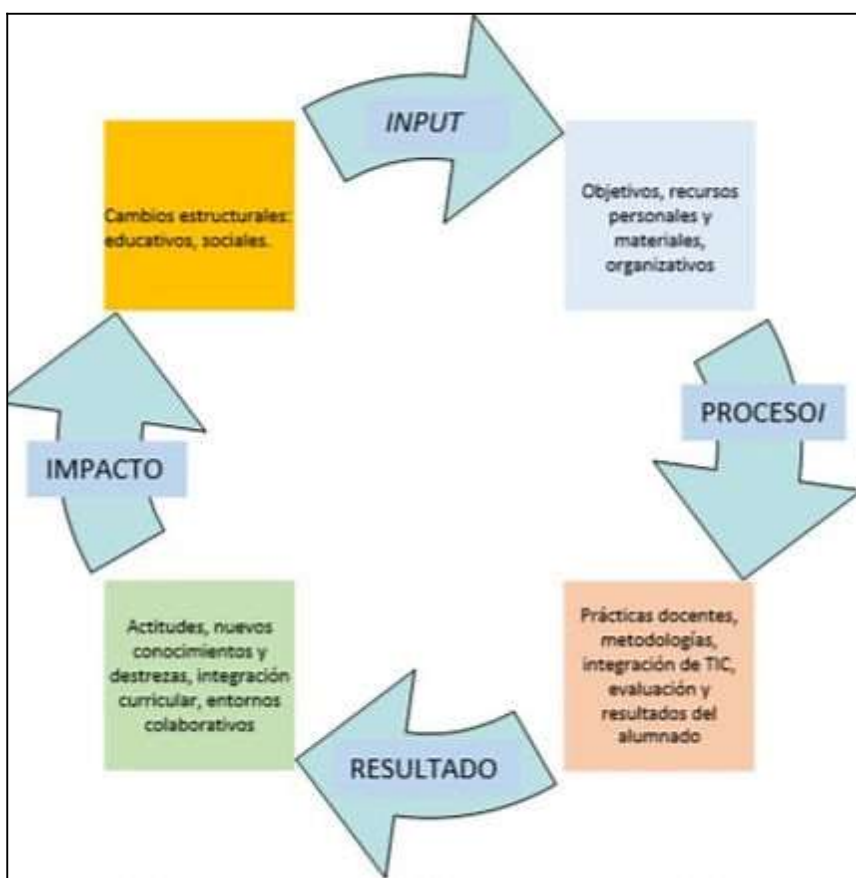 INPUT
Cambios estructurales:
educativos, sociales.
Objetivos, recursos
personales y
materiales,
organizativos
PROCESO/
IMPACTO
Actitudes, nuevos
conocimientos y
destrezas, integración
curricular, entornos
colaborativos
Prácticas docentes,
metodologías,
integración de TIC,
evaluación y
resultados del
alumnado
RESULTADO